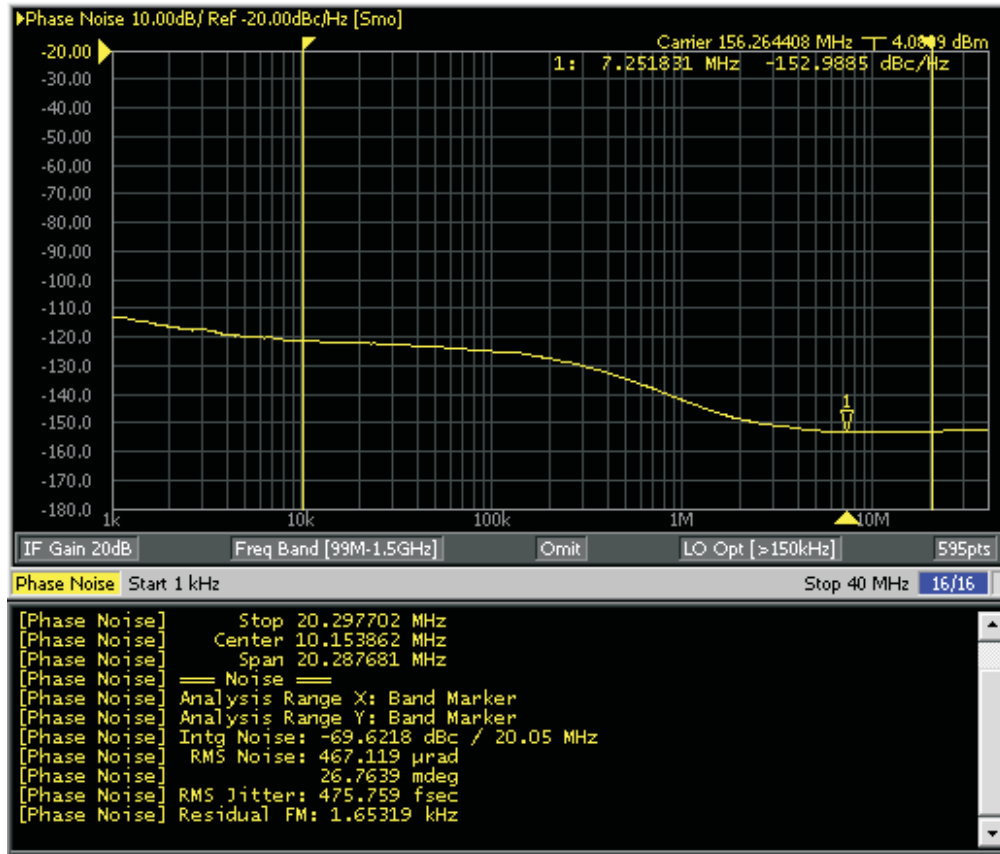 ▶Phase Noise 10.00dB/ Ref -20.00dBc/Hz [Smo]
Carrier 156.264408 MHz 4.0809 dBm
1: 7.251831 MHz -152.9885 dBc/Hz
-20.00
-30.00
-40.00
-50.00
-60.00
-70.00
-80.00
-90.00
-100.0
-110.0
-120.0
-130.0
-140.0
1
-150.0
-160.0
-170.0
-180.0
1k 10k 100k 1M 10M
IF Gain 20dB Freq Band [99M-1.5GHz] Omit LO Opt [>150kHz] 595pts
Phase Noise Start 1 kHz Stop 40 MHz 16/16
[Phase Noise] Stop 20.297702 MHz
[Phase Noise] Center 10.153862 MHz
[Phase Noise] Span 20.287681 MHz
[Phase Noise] === Noise ===
[Phase Noise] Analysis Range X: Band Marker
[Phase Noise] Analysis Range Y: Band Marker
[Phase Noise] Intg Noise: -69.6218 dBc / 20.05 MHz
[Phase Noise] RMS Noise: 467.119 µrad
[Phase Noise] 26.7639 mdeg
[Phase Noise] RMS Jitter: 475.759 fsec
[Phase Noise] Residual FM: 1.65319 kHz